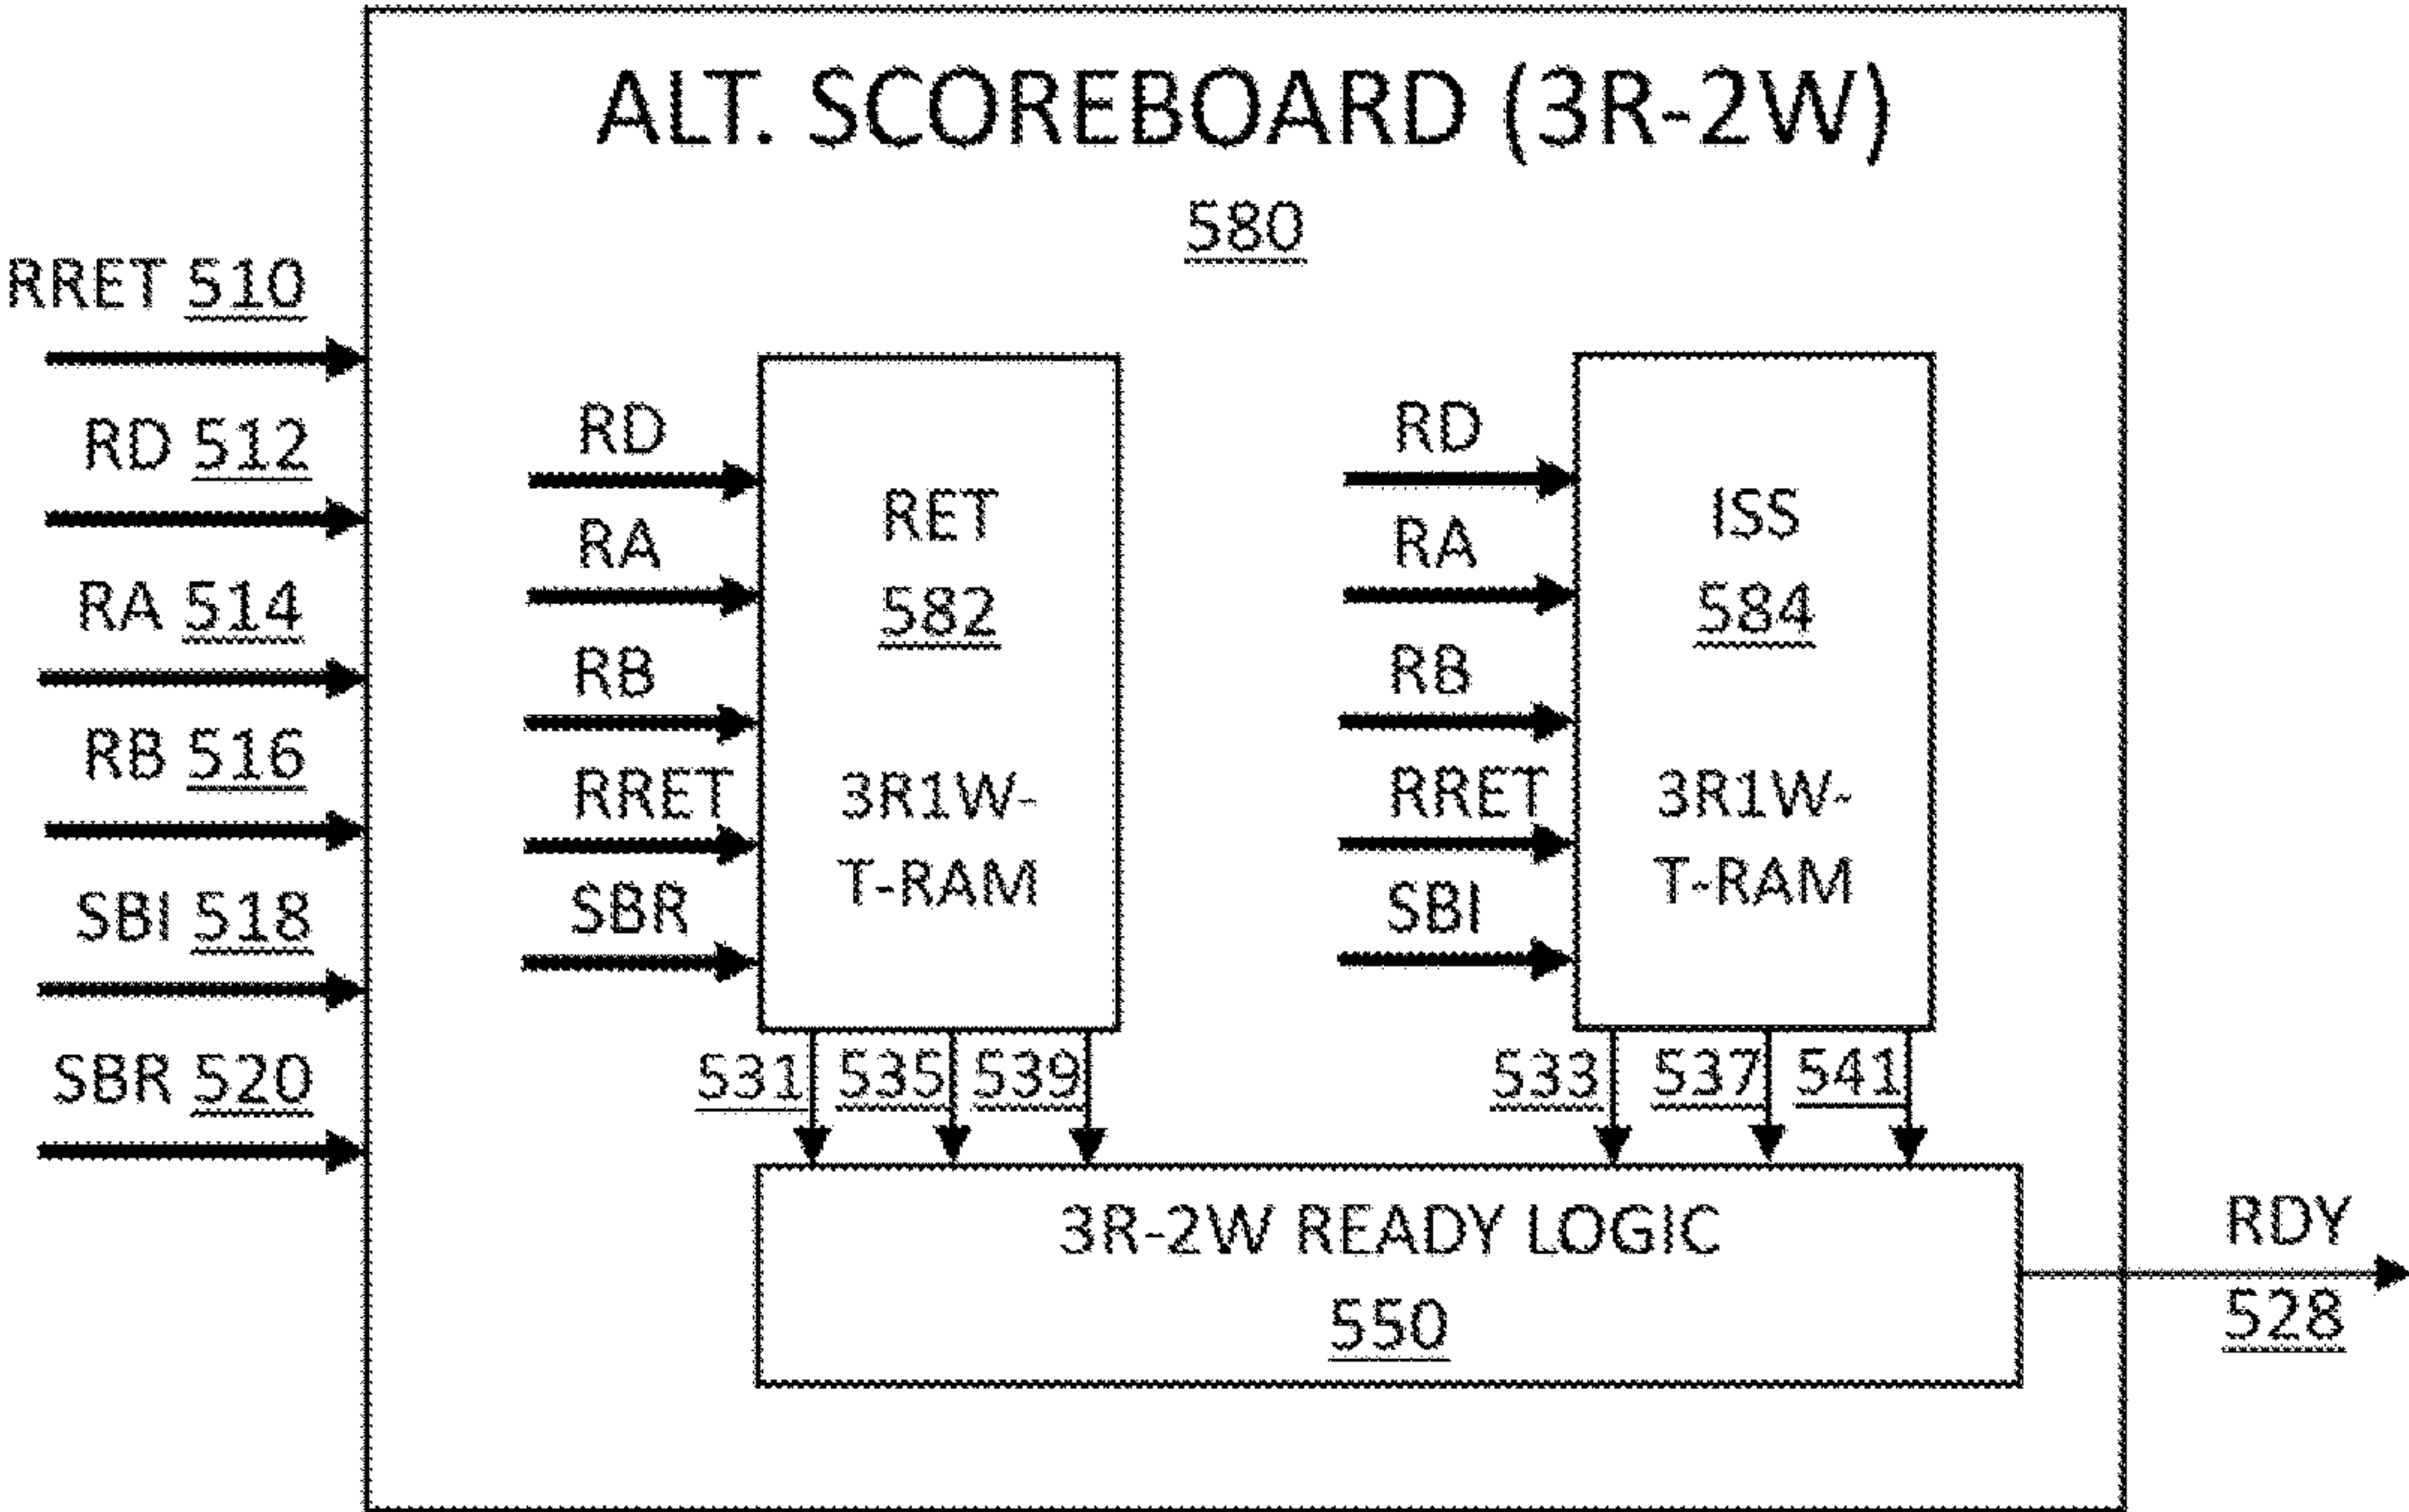 ALT. SCOREBOARD (3R-2W)
580
RRET 510
RD 512
RA 514
RB 516
SBI 518
SBR 520
RD
RA
RB
RRET
SBR
RET
582
3R1W-
T-RAM
RD
RA
RB
RRET
SBI
ISS
584
3R1W-
T-RAM
531 535 539
533 537 541
3R-2W READY LOGIC
550
RDY
528